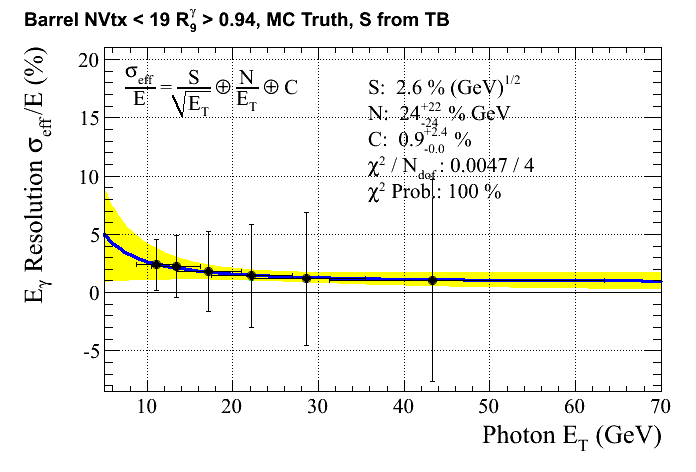 Barrel NVtx < 19 R₉ᵞ > 0.94, MC Truth, S from TB
Eγ Resolution σeff/E (%)
σeff/E = S/√ET ⊕ N/ET ⊕ C
S: 2.6 % (GeV)^1/2
N: 24 +22 -24 % GeV
C: 0.9 +2.4 -0.0 %
χ² / Ndof : 0.0047 / 4
χ² Prob.: 100 %
20
15
10
5
0
-5
10 20 30 40 50 60 70
Photon ET (GeV)